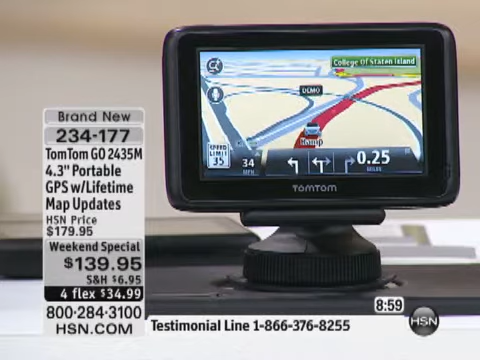 Brand New
234-177
TomTom GO 2435M
4.3" Portable
GPS w/Lifetime
Map Updates
HSN Price
$179.95
Weekend Special
$139.95
S&H $6.95
4 flex $34.99
800·284·3100
HSN.COM
Testimonial Line 1-866-376-8255
8:59
HSN
College Of Staten Island
DEMO
Ramp
SPEED
LIMIT
35
34
MPH
0.25
MILES
TOMTOM